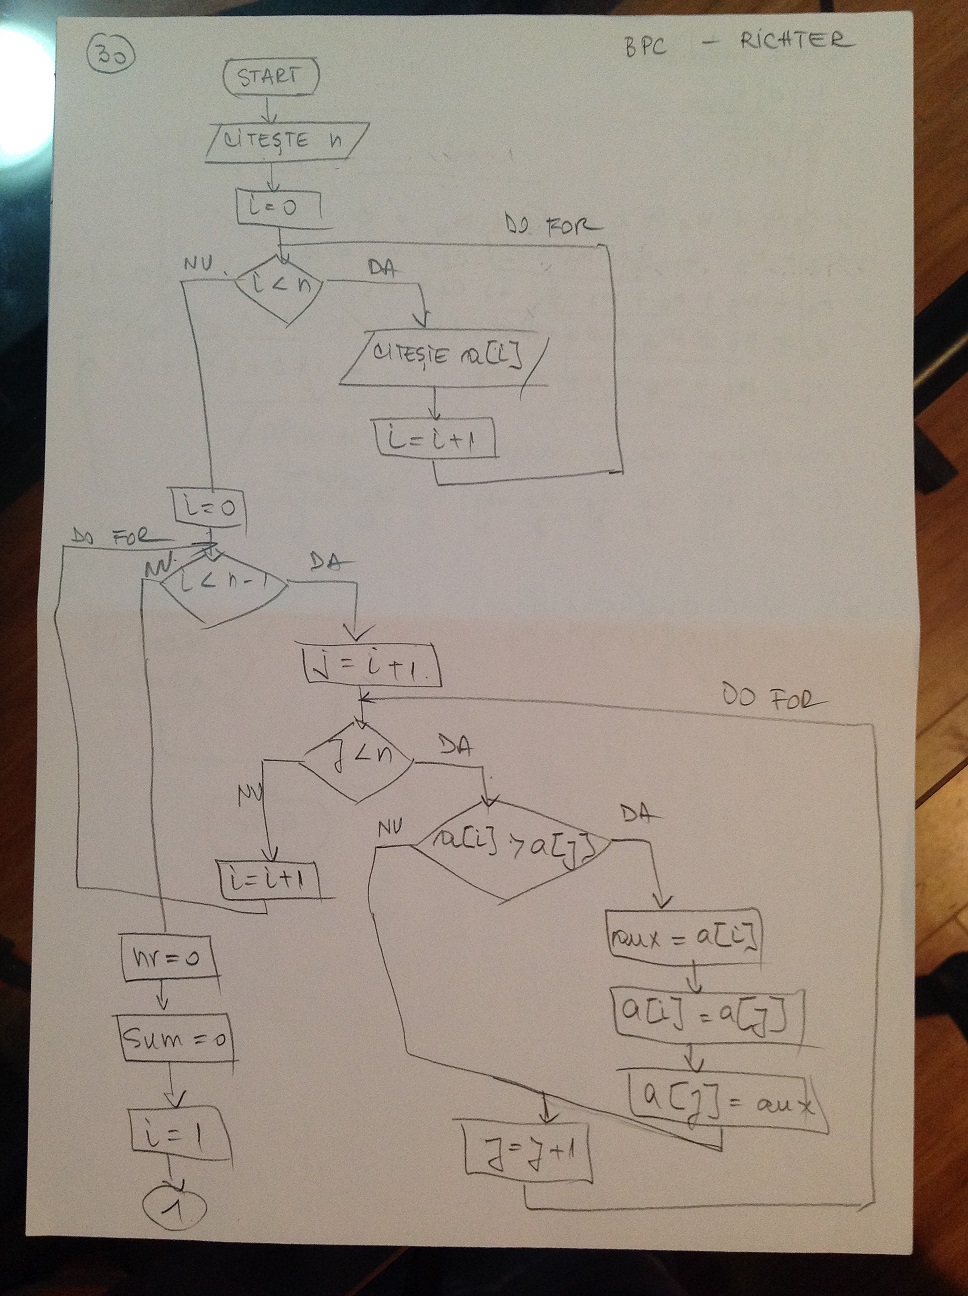 30
BPC - RICHTER
START
CITEȘTE n
i=0
DO FOR
NU
i < n
DA
CITEȘTE a[i]
i = i+1
i=0
DO FOR
NU
i < n-1
DA
j = i+1
DO FOR
j < n
DA
NU
NU
a[i] > a[j]
DA
i=i+1
aux = a[i]
nr=0
a[i] = a[j]
sum=0
a[j] = aux
i=1
j=j+1
1